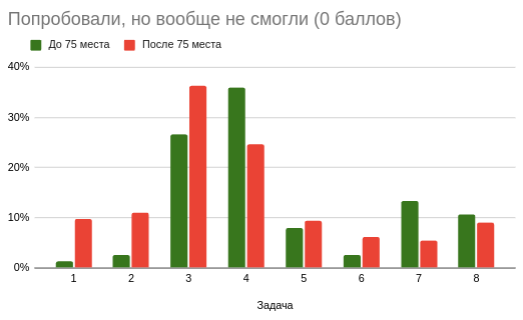 Попробовали, но вообще не смогли (0 баллов)
До 75 места После 75 места
40%
30%
20%
10%
0%
1 2 3 4 5 6 7 8
Задача